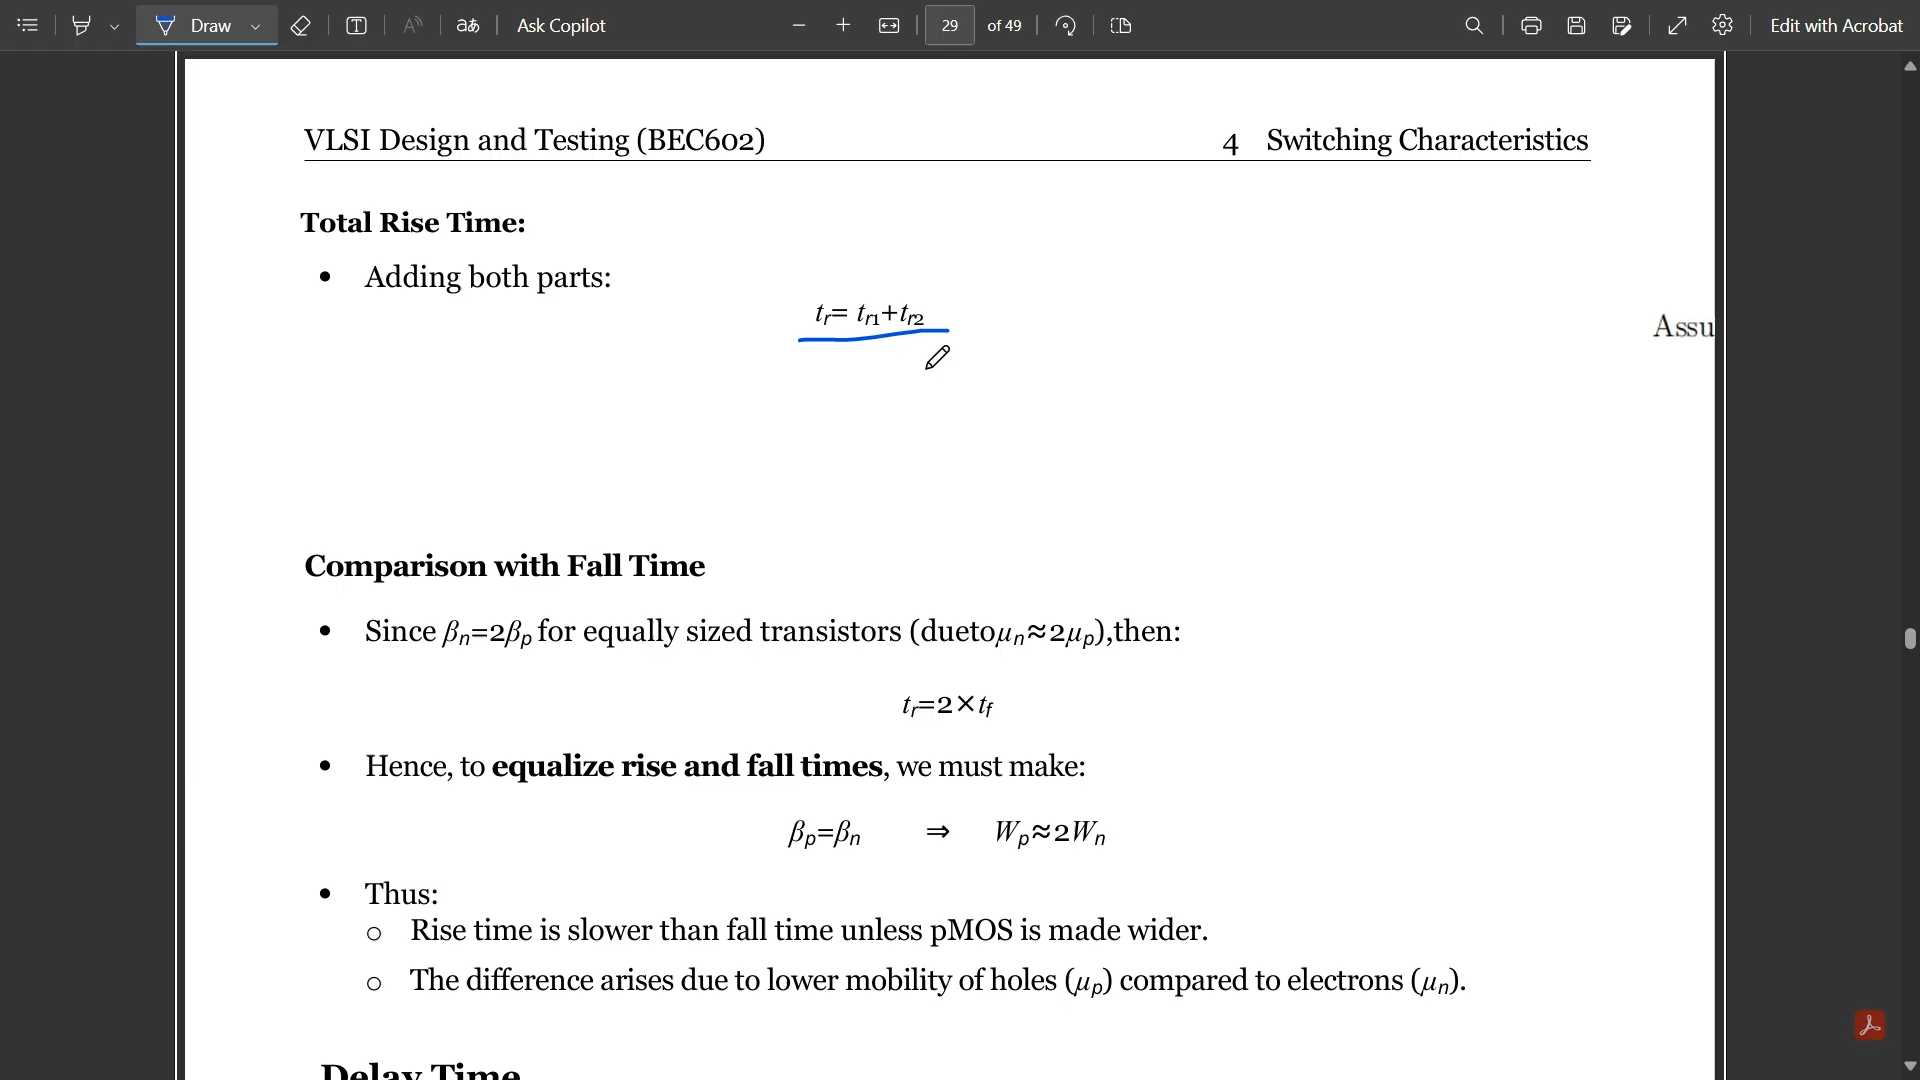 Draw
T
A
aあ
Ask Copilot
29
of 49
Edit with Acrobat
VLSI Design and Testing (BEC602)
4 Switching Characteristics
Total Rise Time:
• Adding both parts:
tr= tr1+tr2
Assu
Comparison with Fall Time
• Since βn=2βp for equally sized transistors (duetoμn≈2μp),then:
tr=2×tf
• Hence, to equalize rise and fall times, we must make:
βp=βn ⇒ Wp≈2Wn
• Thus:
o Rise time is slower than fall time unless pMOS is made wider.
o The difference arises due to lower mobility of holes (μp) compared to electrons (μn).
Delay Time